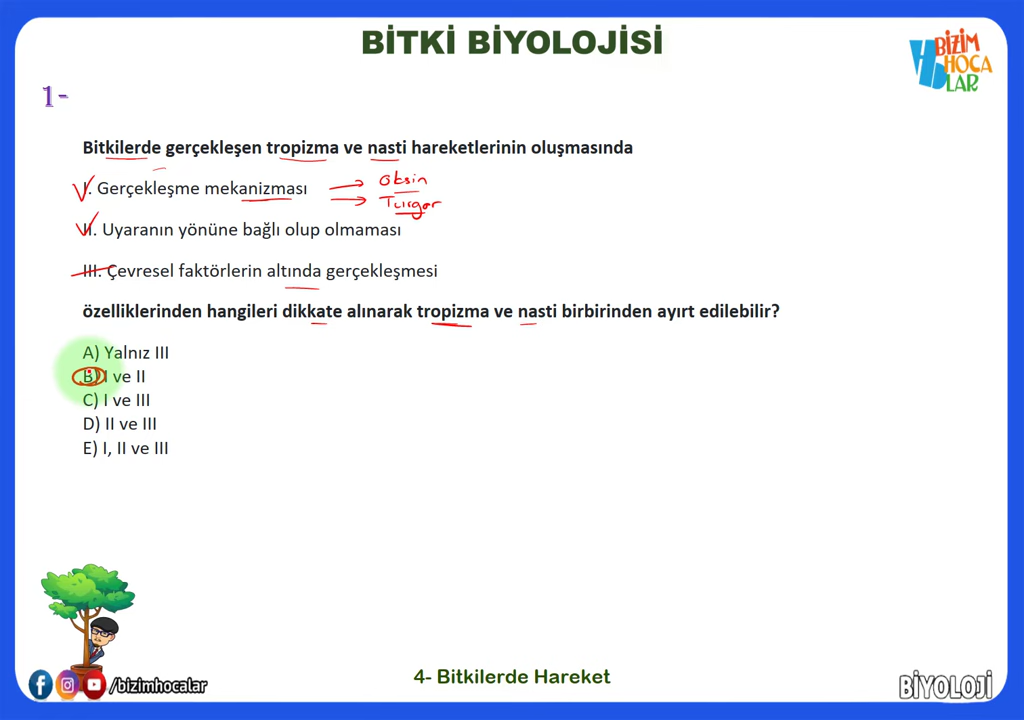 BİTKİ BİYOLOJİSİ
BİZİM
HOCA
LAR
1-
Bitkilerde gerçekleşen tropizma ve nasti hareketlerinin oluşmasında
I. Gerçekleşme mekanizması
Oksin
Turgor
II. Uyaranın yönüne bağlı olup olmaması
III. Çevresel faktörlerin altında gerçekleşmesi
özelliklerinden hangileri dikkate alınarak tropizma ve nasti birbirinden ayırt edilebilir?
A) Yalnız III
B) I ve II
C) I ve III
D) II ve III
E) I, II ve III
4- Bitkilerde Hareket
/bizimhocalar
BİYOLOJİ